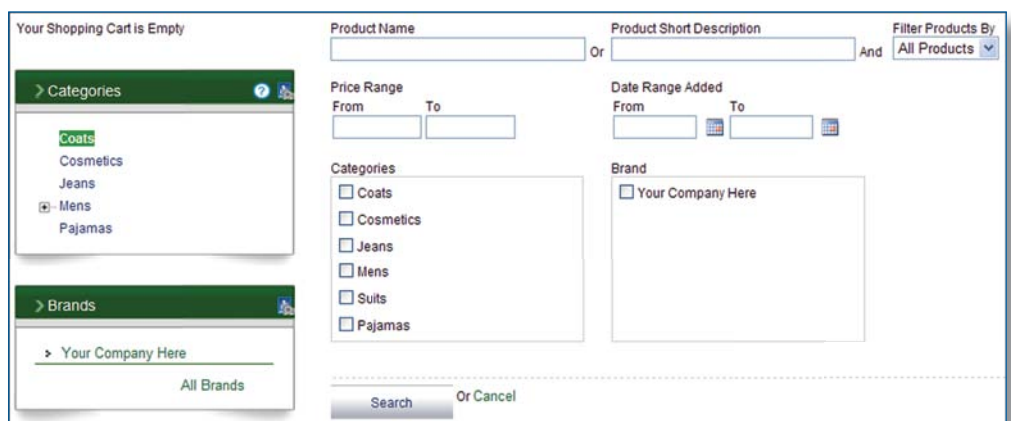 Your Shopping Cart is Empty
Categories
Coats
Cosmetics
Jeans
Mens
Pajamas
Brands
Your Company Here
All Brands
Product Name
Or
Product Short Description
And
Filter Products By
All Products
Price Range
From To
Date Range Added
From To
Categories
Coats
Cosmetics
Jeans
Mens
Suits
Pajamas
Brand
Your Company Here
Search Or Cancel